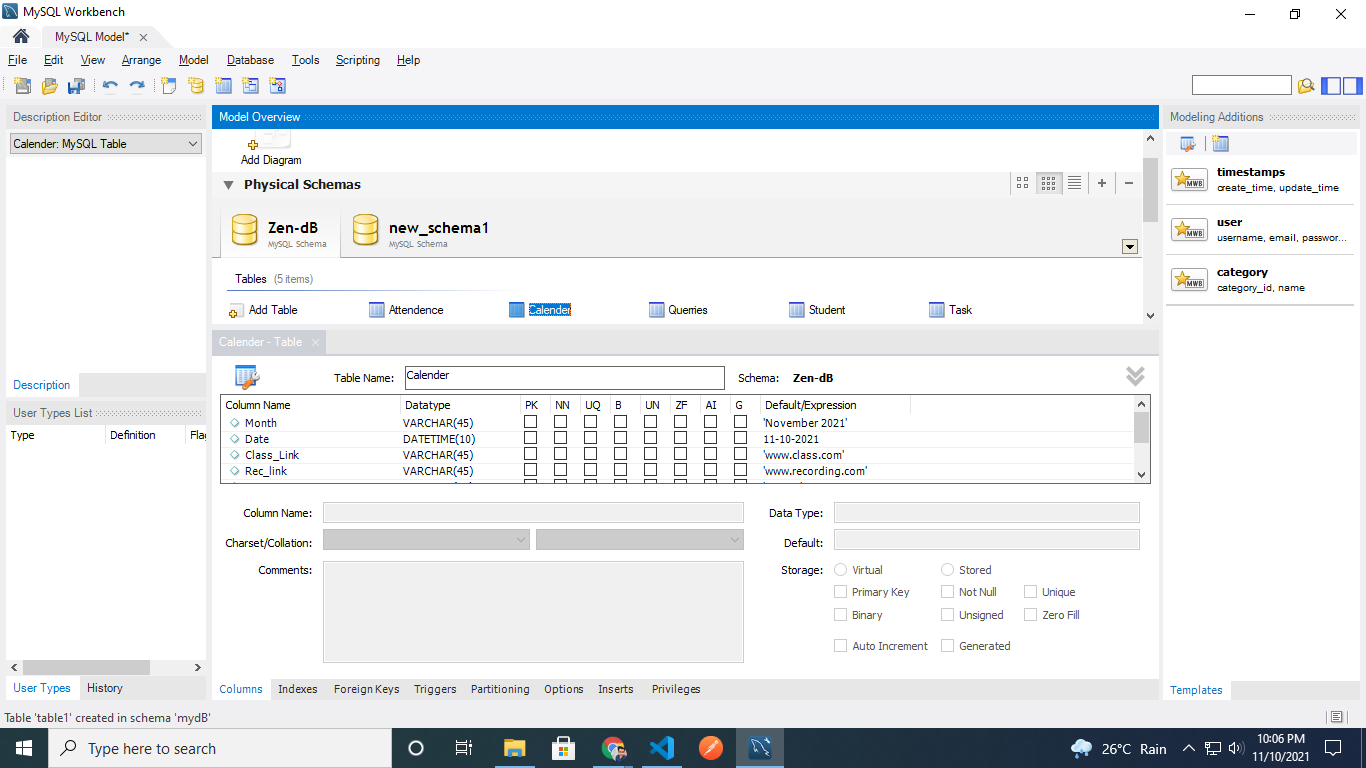 MySQL Workbench
MySQL Model*
File Edit View Arrange Model Database Tools Scripting Help
Description Editor
Calender: MySQL Table
Description
User Types List
Type Definition Flag
User Types History
Model Overview
Add Diagram
Physical Schemas
Zen-dB
MySQL Schema
new_schema1
MySQL Schema
Tables (5 items)
Add Table Attendence Calender Queries Student Task
Calender - Table
Table Name: Calender Schema: Zen-dB
Column Name Datatype PK NN UQ B UN ZF AI G Default/Expression
Month VARCHAR(45) 'November 2021'
Date DATETIME(10) 11-10-2021
Class_Link VARCHAR(45) 'www.class.com'
Rec_link VARCHAR(45) 'www.recording.com'
Column Name: Data Type:
Charset/Collation: Default:
Comments: Storage: Virtual Stored
Primary Key Not Null Unique
Binary Unsigned Zero Fill
Auto Increment Generated
Columns Indexes Foreign Keys Triggers Partitioning Options Inserts Privileges
Modeling Additions
MWB
timestamps
create_time, update_time
MWB
user
username, email, passwor...
MWB
category
category_id, name
Templates
Table 'table1' created in schema 'mydB'
Type here to search
26°C Rain
10:06 PM
11/10/2021